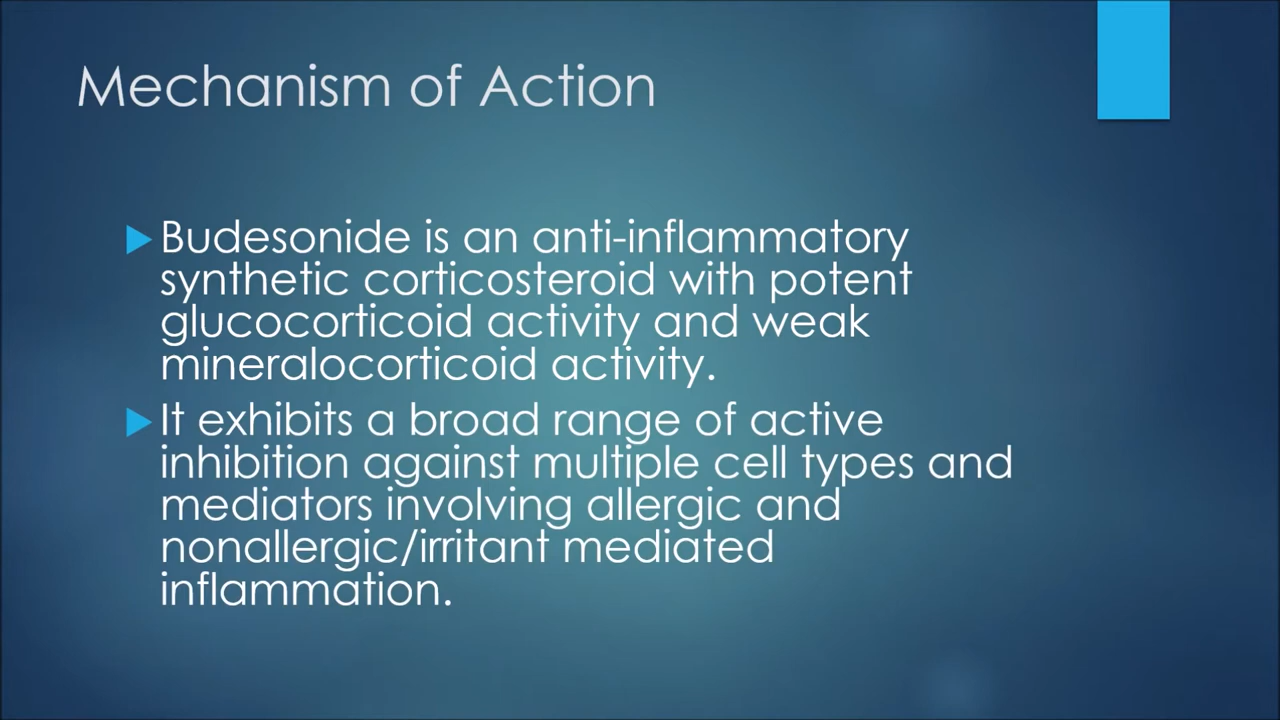 Mechanism of Action
Budesonide is an anti-inflammatory
synthetic corticosteroid with potent
glucocorticoid activity and weak
mineralocorticoid activity.
It exhibits a broad range of active
inhibition against multiple cell types and
mediators involving allergic and
nonallergic/irritant mediated
inflammation.